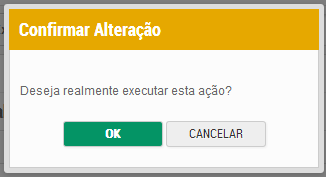 Confirmar Alteração
Deseja realmente executar esta ação?
OK CANCELAR